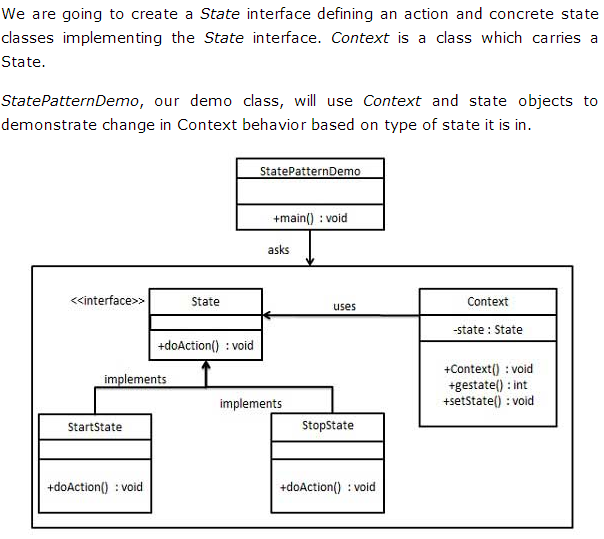 We are going to create a State interface defining an action and concrete state
classes implementing the State interface. Context is a class which carries a
State.
StatePatternDemo, our demo class, will use Context and state objects to
demonstrate change in Context behavior based on type of state it is in.
StatePatternDemo
+main() : void
asks
<<interface>>
State
+doAction() : void
uses
Context
-state : State
+Context() : void
+gestate() : int
+setState() : void
implements
implements
StartState
+doAction() : void
StopState
+doAction() : void